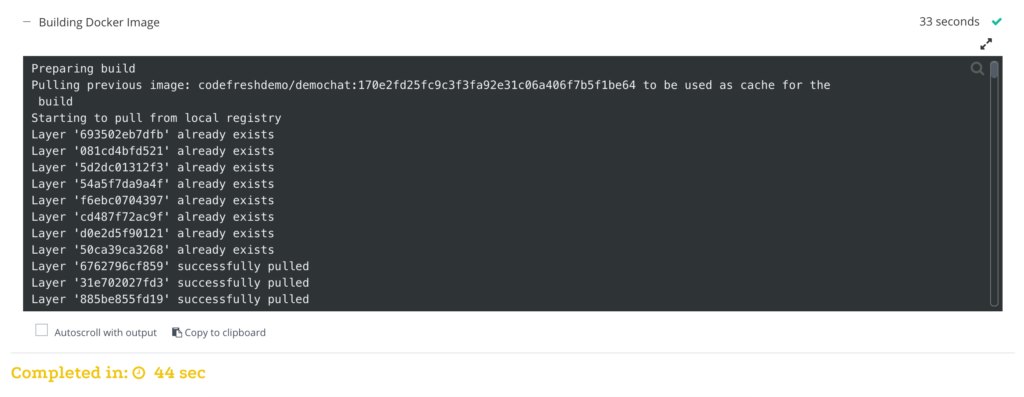 — Building Docker Image 33 seconds
Preparing build
Pulling previous image: codefreshdemo/demochat:170e2fd25fc9c3f3fa92e31c06a406f7b5f1be64 to be used as cache for the
build
Starting to pull from local registry
Layer '693502eb7dfb' already exists
Layer '081cd4bfd521' already exists
Layer '5d2dc01312f3' already exists
Layer '54a5f7da9a4f' already exists
Layer 'f6ebc0704397' already exists
Layer 'cd487f72ac9f' already exists
Layer 'd0e2d5f90121' already exists
Layer '50ca39ca3268' already exists
Layer '6762796cf859' successfully pulled
Layer '31e702027fd3' successfully pulled
Layer '885be855fd19' successfully pulled
Autoscroll with output Copy to clipboard
Completed in: 44 sec